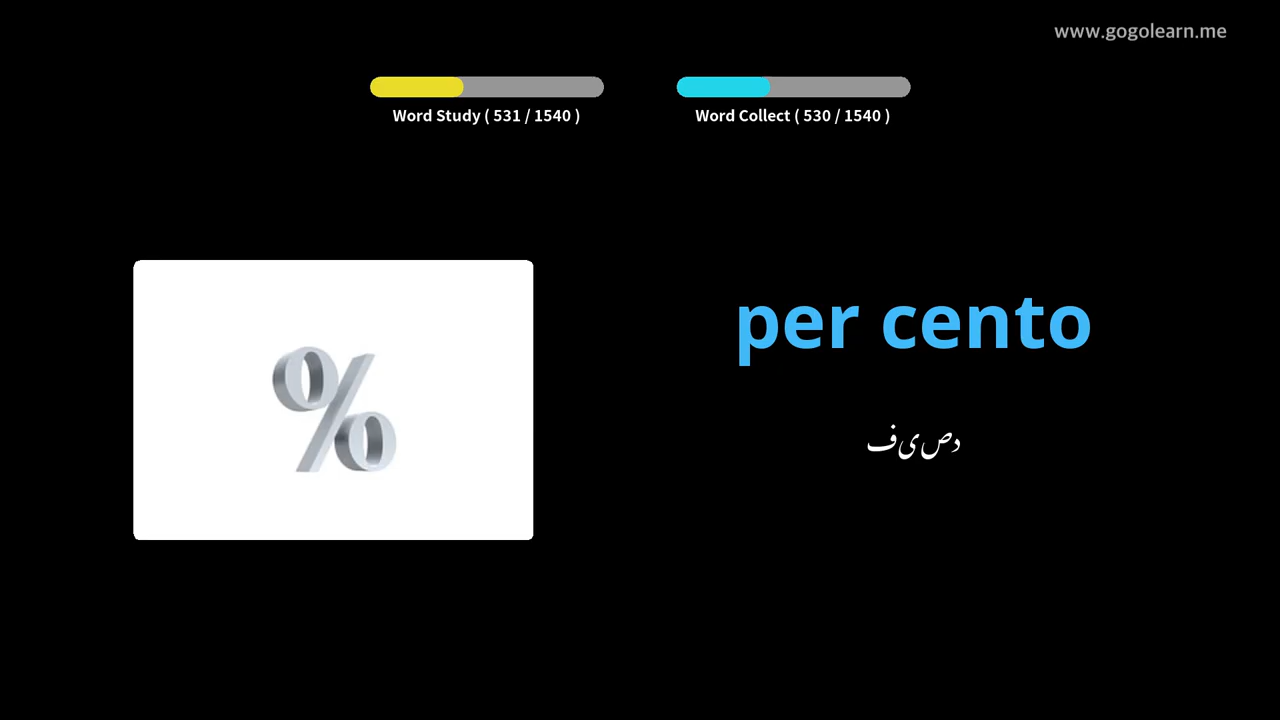 www.gogolearn.me
Word Study ( 531 / 1540 )
Word Collect ( 530 / 1540 )
%
per cento
فیصد